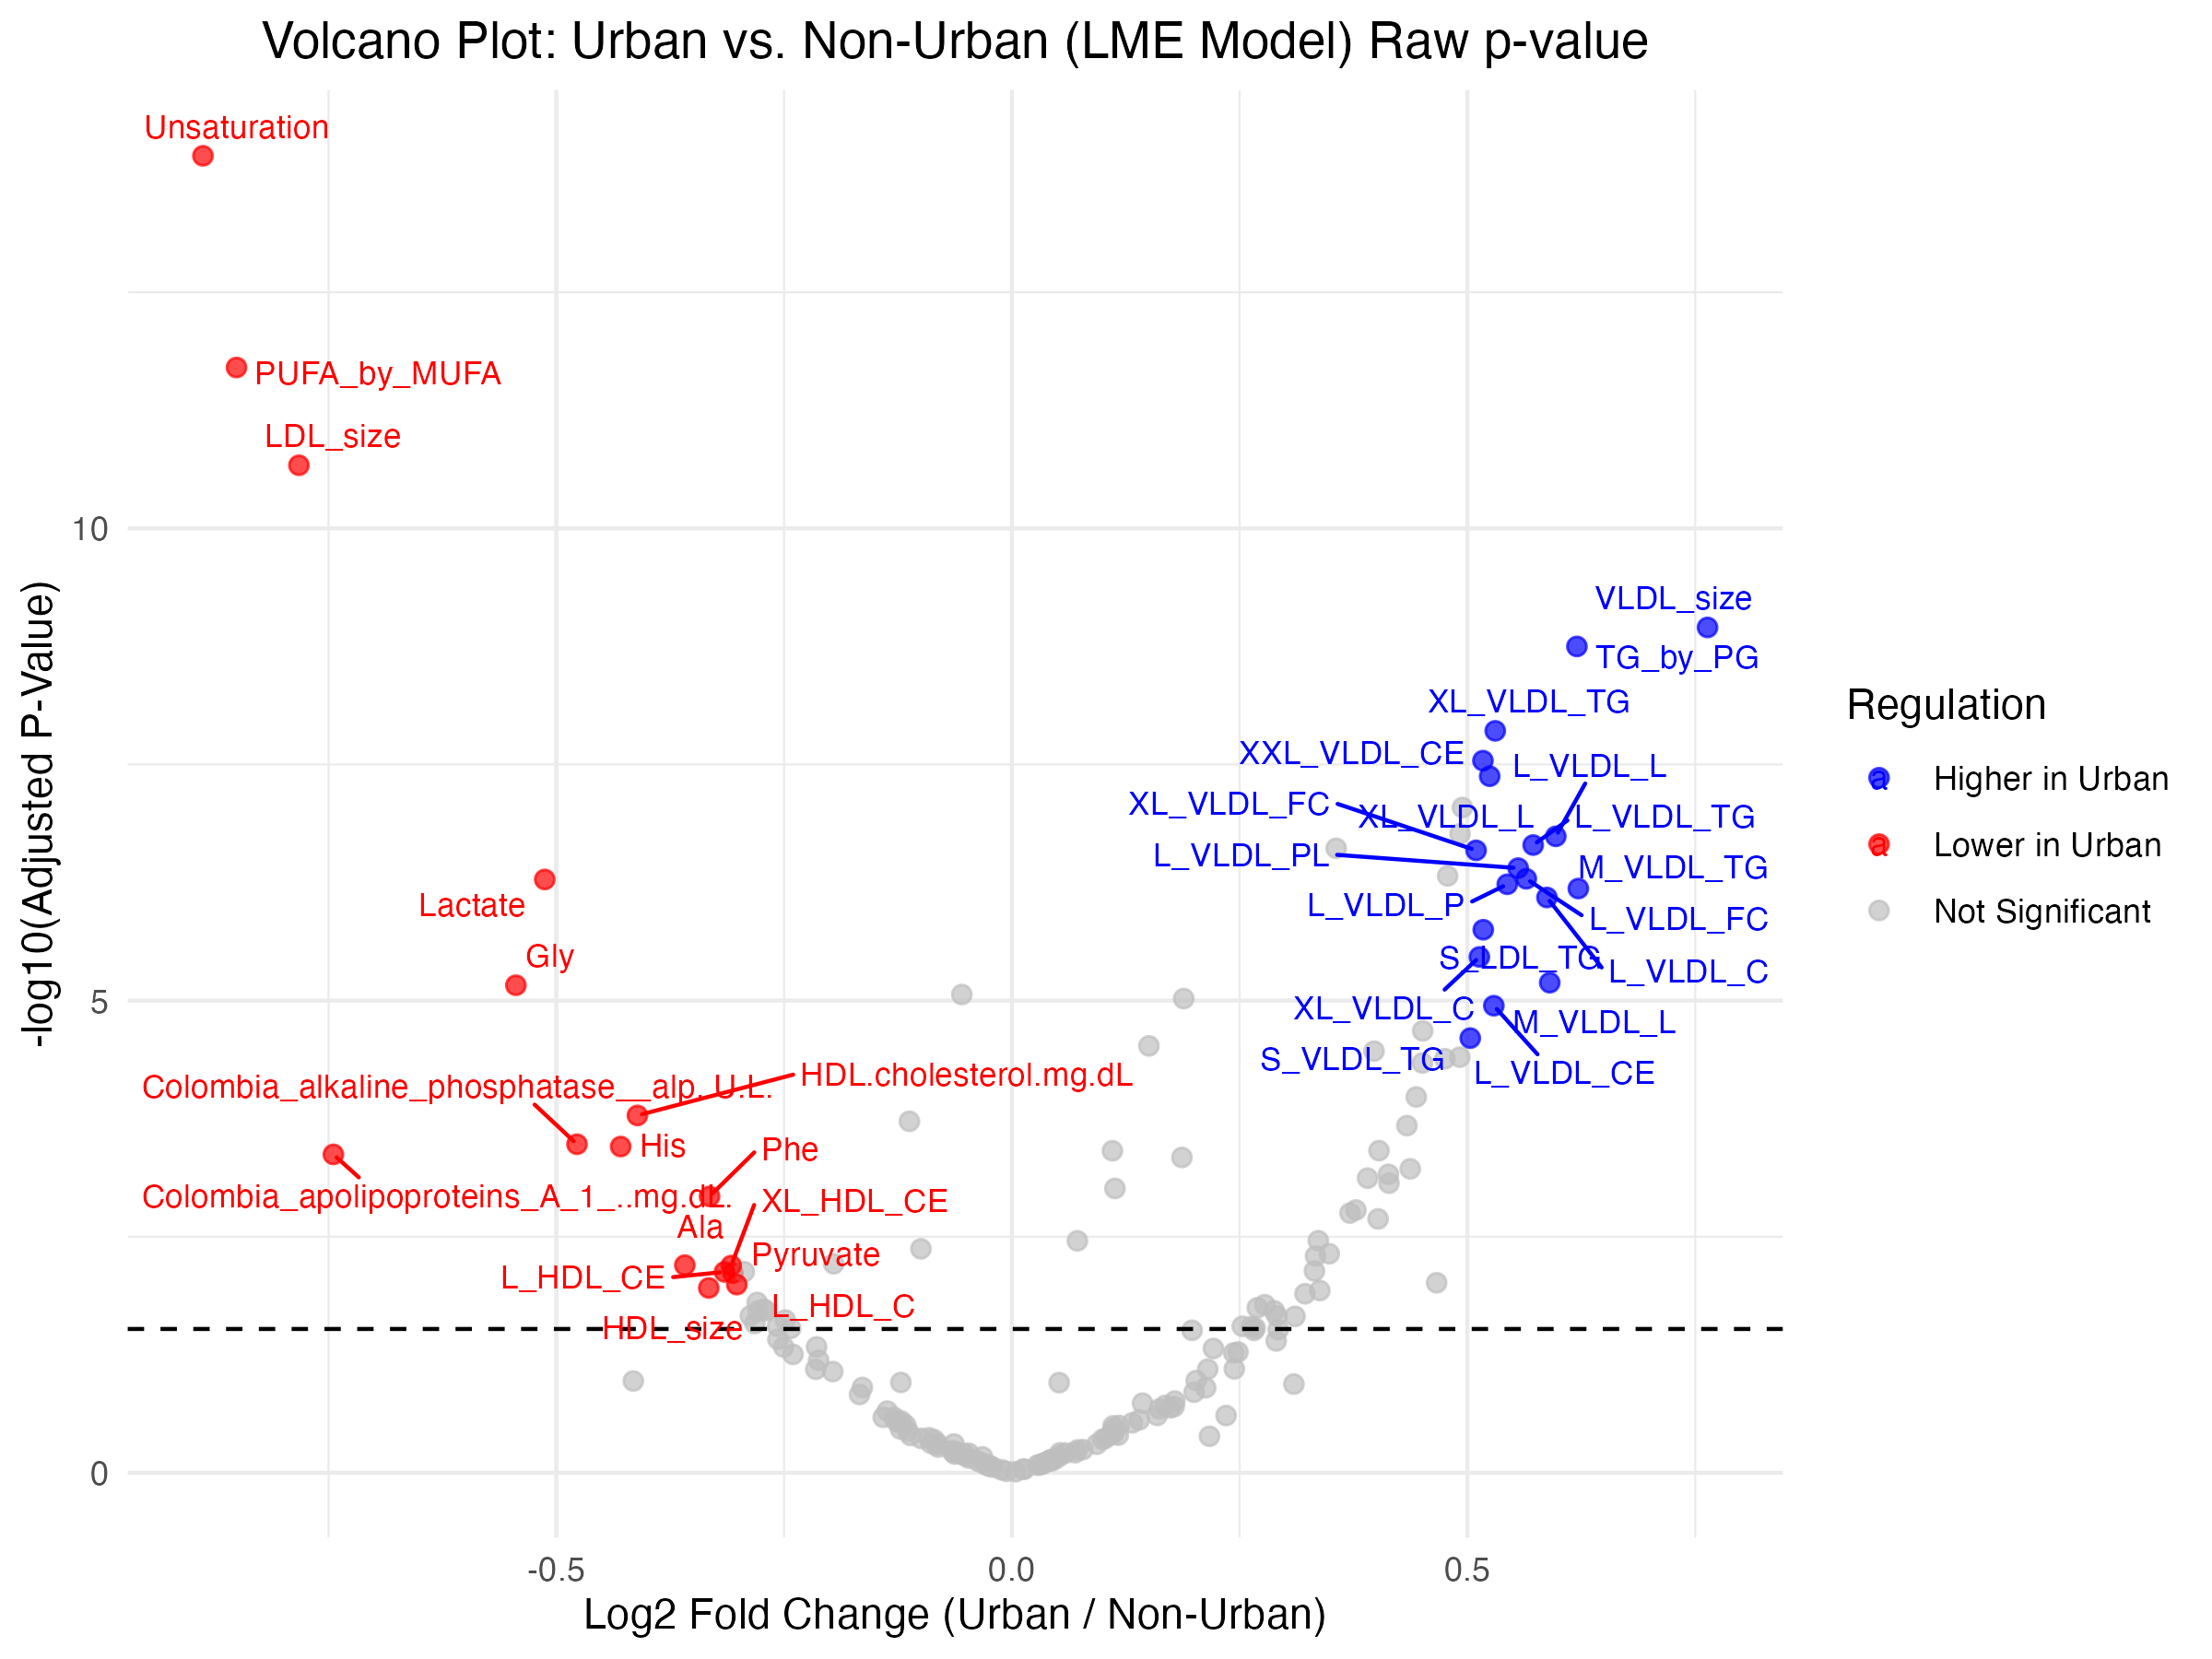 Volcano Plot: Urban vs. Non-Urban (LME Model) Raw p-value
Unsaturation
PUFA_by_MUFA
LDL_size
10
VLDL_size
TG_by_PG
XL_VLDL_TG
XXL_VLDL_CE
L_VLDL_L
XL_VLDL_FC
XL_VLDL_L
L_VLDL_TG
L_VLDL_PL
M_VLDL_TG
Lactate
L_VLDL_P
L_VLDL_FC
Gly
S_LDL_TG
L_VLDL_C
5
XL_VLDL_C
M_VLDL_L
S_VLDL_TG
L_VLDL_CE
HDL.cholesterol.mg.dL
Colombia_alkaline_phosphatase__alp._U.L.
His
Phe
Colombia_apolipoproteins_A_1_..mg.dL.
XL_HDL_CE
Ala
Pyruvate
L_HDL_CE
L_HDL_C
HDL_size
0
-0.5
0.0
0.5
Log2 Fold Change (Urban / Non-Urban)
-log10(Adjusted P-Value)
Regulation
a Higher in Urban
a Lower in Urban
Not Significant